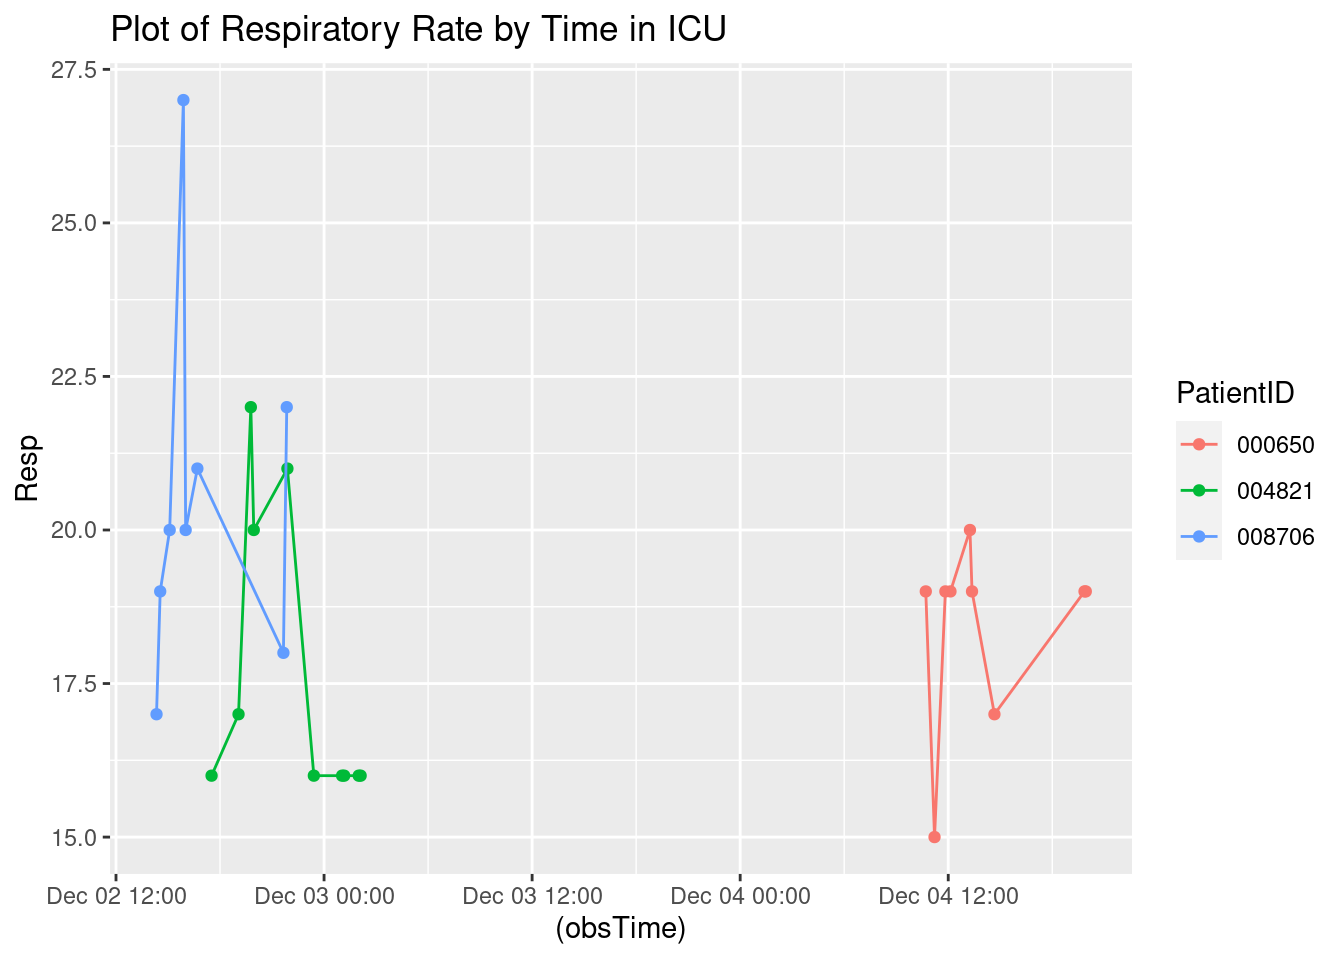 Plot of Respiratory Rate by Time in ICU
27.5
25.0
22.5
20.0
17.5
15.0
Resp
Dec 02 12:00 Dec 03 00:00 Dec 03 12:00 Dec 04 00:00 Dec 04 12:00
(obsTime)
PatientID
000650
004821
008706